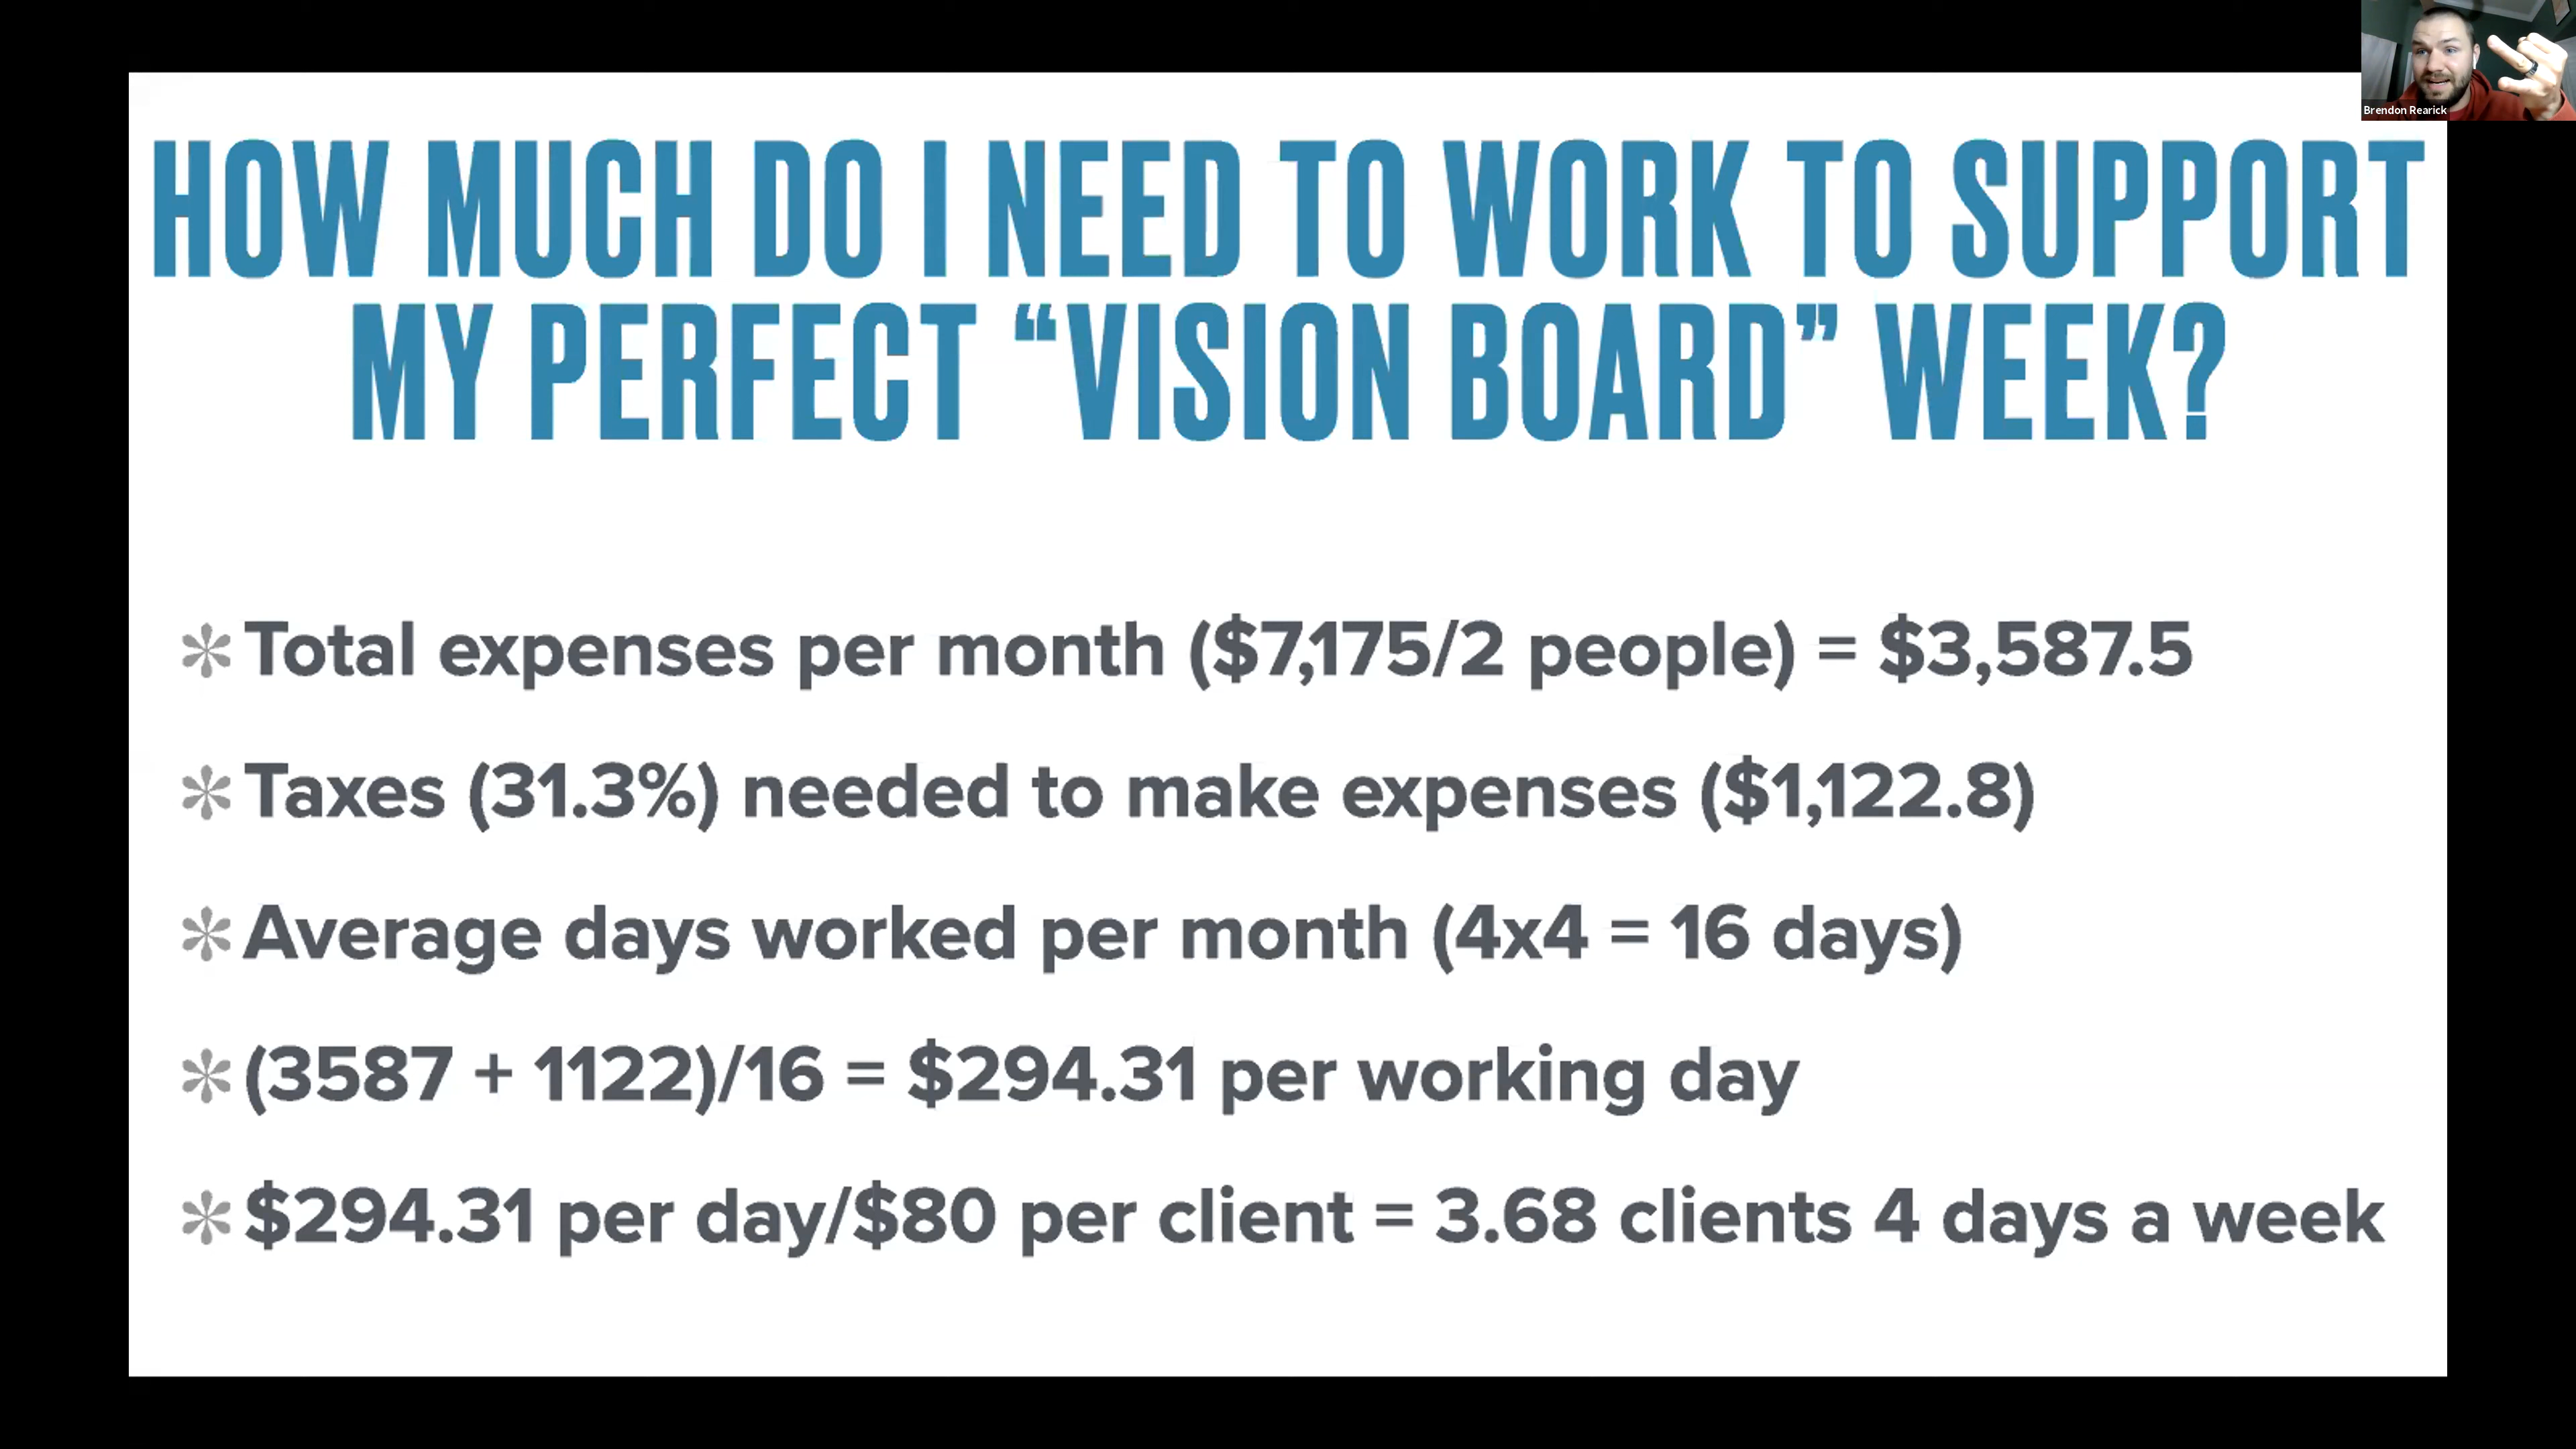 Brendon Rearick
HOW MUCH DO I NEED TO WORK TO SUPPORT
MY PERFECT “VISION BOARD” WEEK?
✽ Total expenses per month ($7,175/2 people) = $3,587.5
✽ Taxes (31.3%) needed to make expenses ($1,122.8)
✽ Average days worked per month (4x4 = 16 days)
✽ (3587 + 1122)/16 = $294.31 per working day
✽ $294.31 per day/$80 per client = 3.68 clients 4 days a week